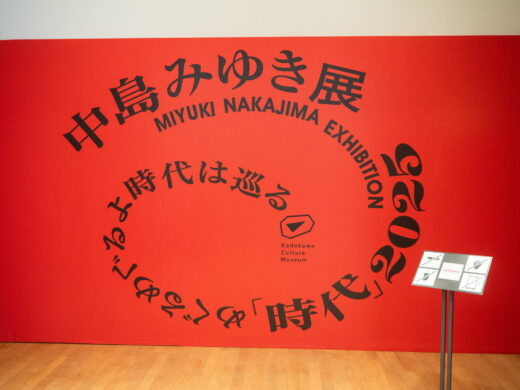 中島みゆき展
「時代」2025
めぐるめぐるよ時代は巡る
MIYUKI NAKAJIMA EXHIBITION
Kadokawa
Culture
Museum